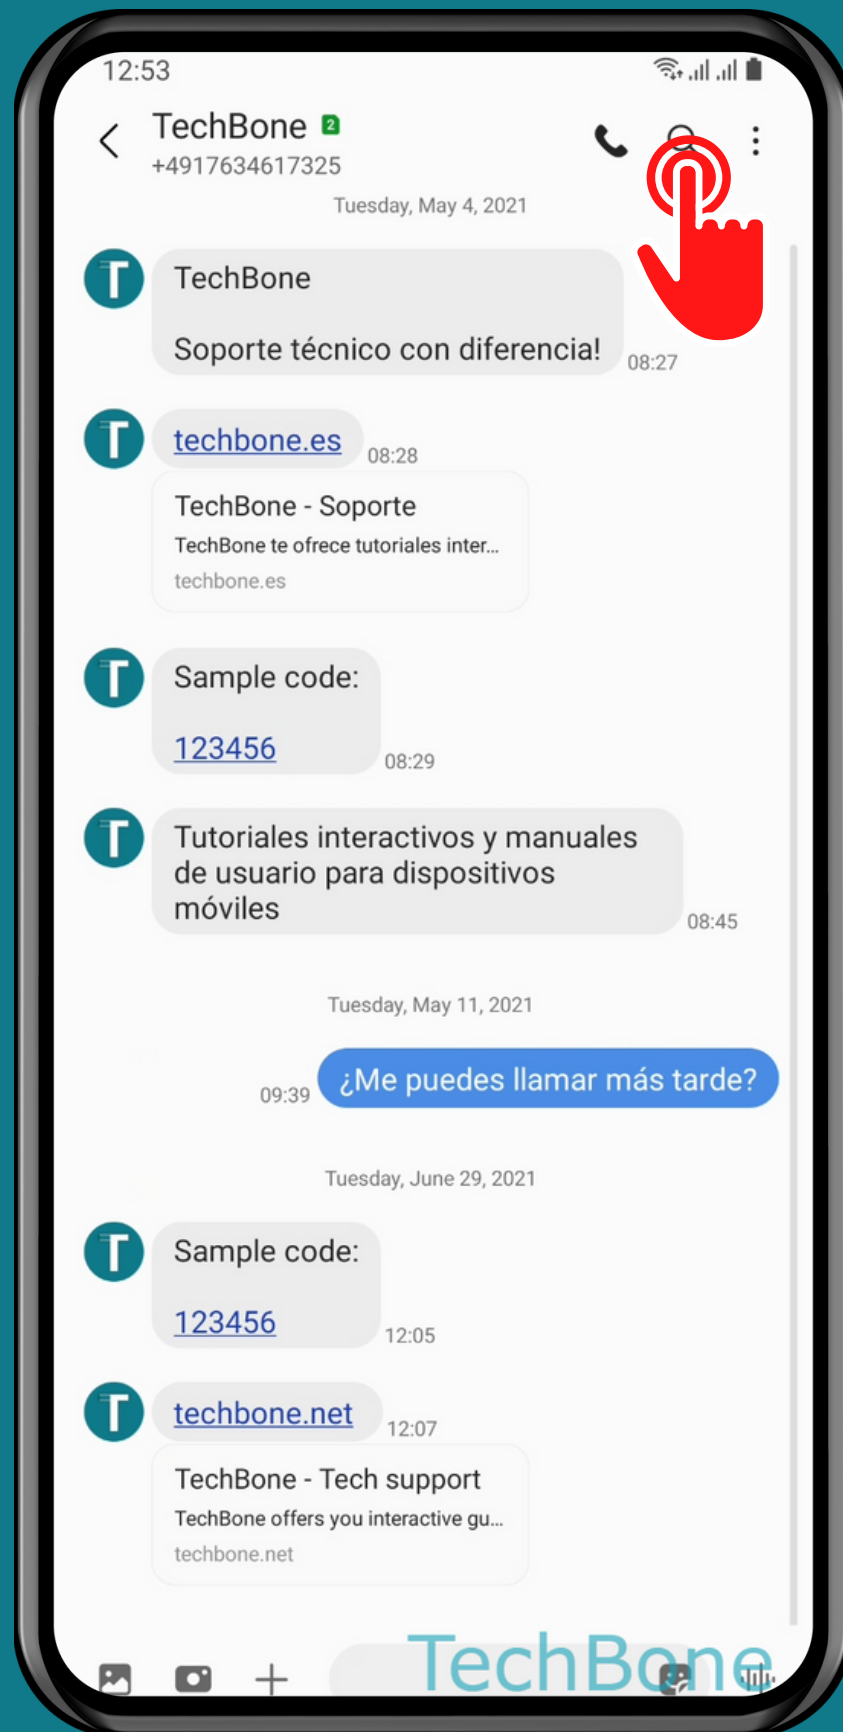 12:53
TechBone 2
+4917634617325
Tuesday, May 4, 2021
T TechBone
Soporte técnico con diferencia! 08:27
T techbone.es 08:28
TechBone - Soporte
TechBone te ofrece tutoriales inter...
techbone.es
T Sample code:
123456 08:29
T Tutoriales interactivos y manuales
de usuario para dispositivos
móviles 08:45
Tuesday, May 11, 2021
09:39 ¿Me puedes llamar más tarde?
Tuesday, June 29, 2021
T Sample code:
123456 12:05
T techbone.net 12:07
TechBone - Tech support
TechBone offers you interactive gu...
techbone.net
TechBone